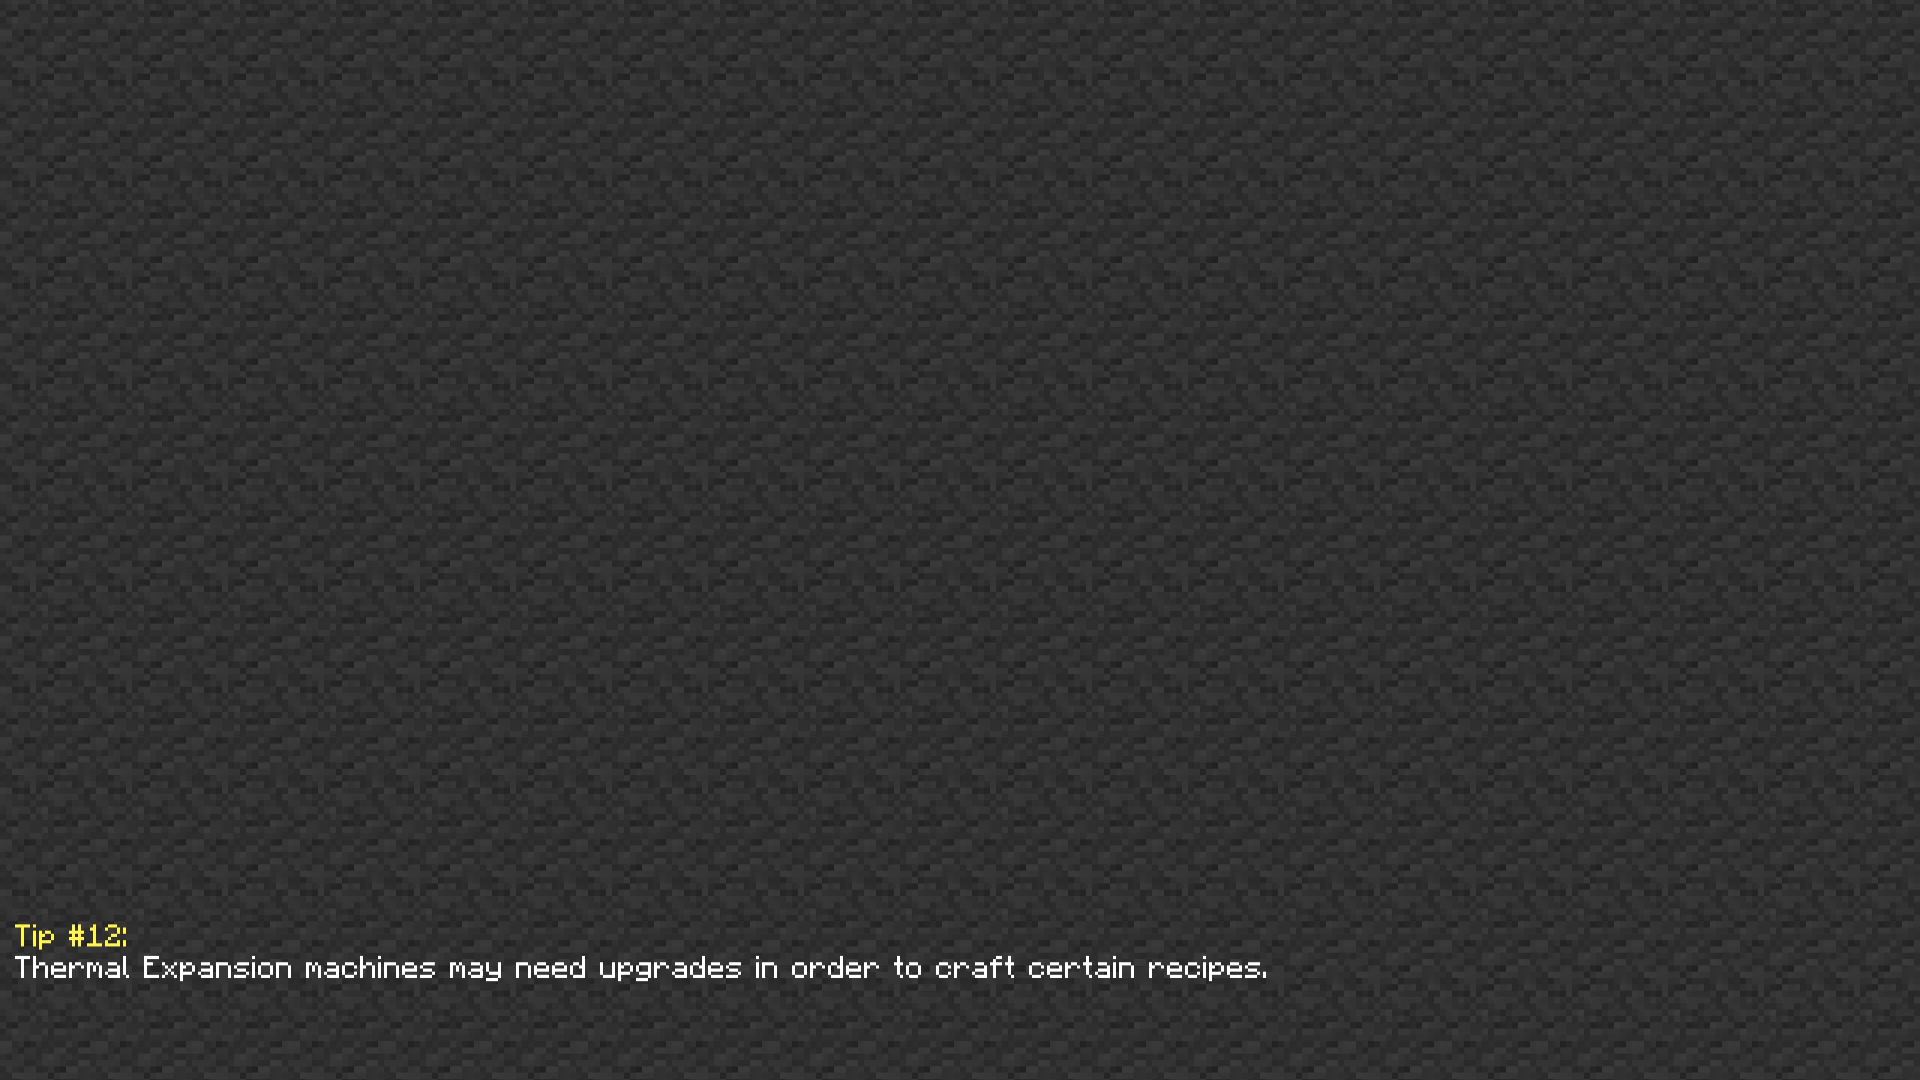 Tip #12:
Thermal Expansion machines may need upgrades in order to craft certain recipes.